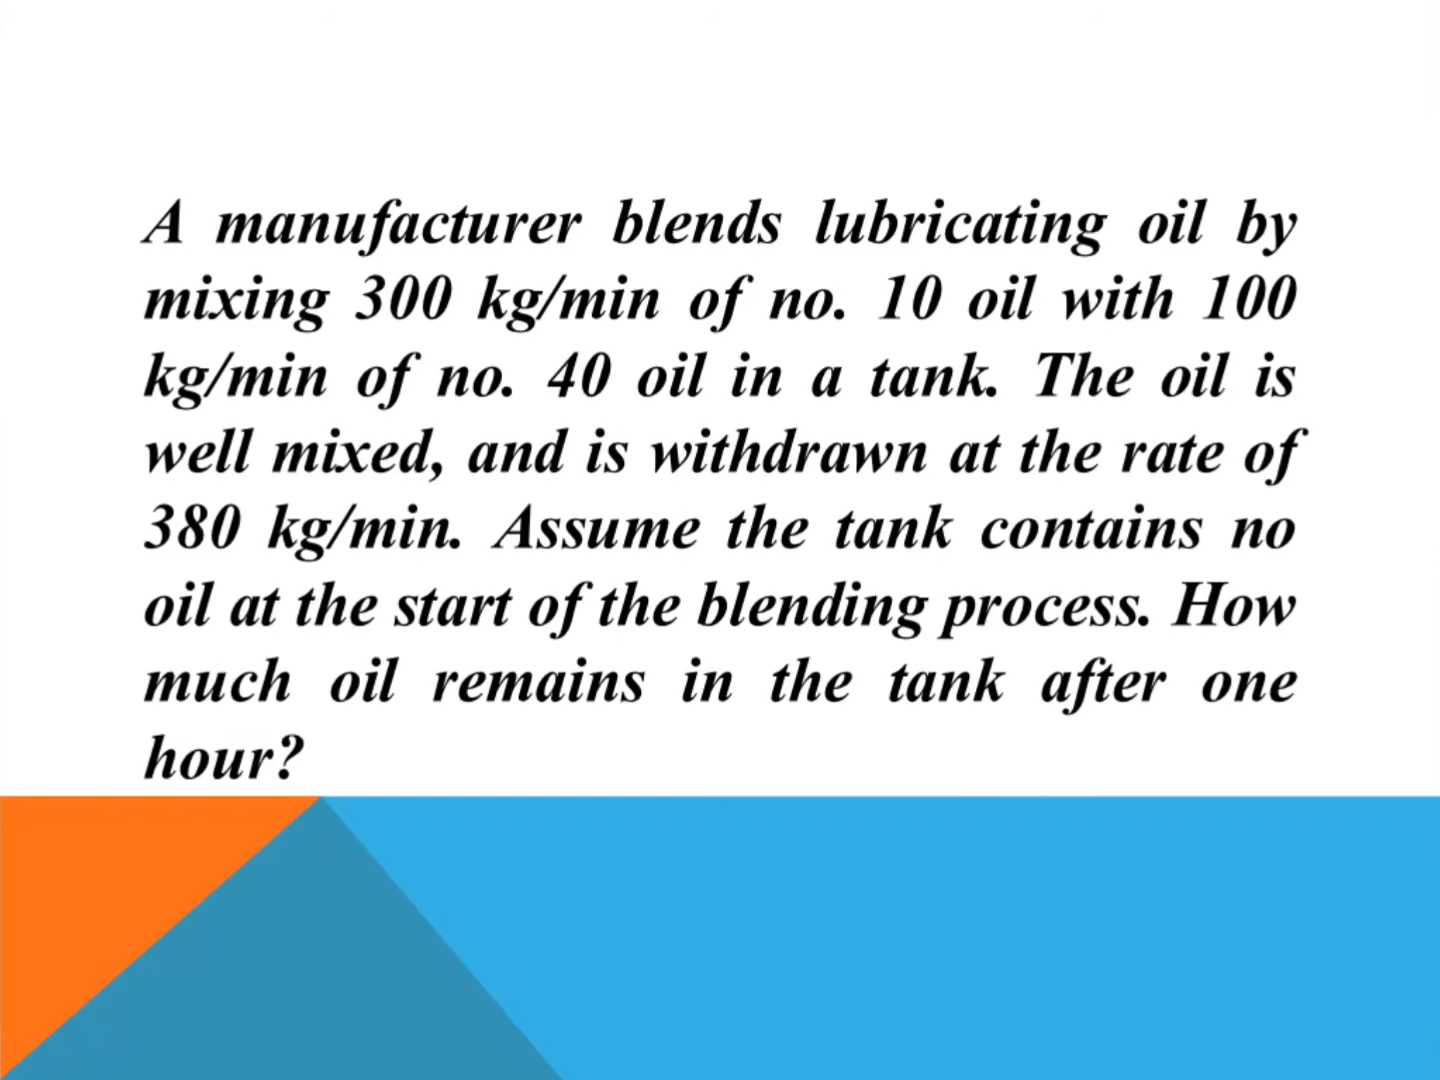 A manufacturer blends lubricating oil by
mixing 300 kg/min of no. 10 oil with 100
kg/min of no. 40 oil in a tank. The oil is
well mixed, and is withdrawn at the rate of
380 kg/min. Assume the tank contains no
oil at the start of the blending process. How
much oil remains in the tank after one
hour?